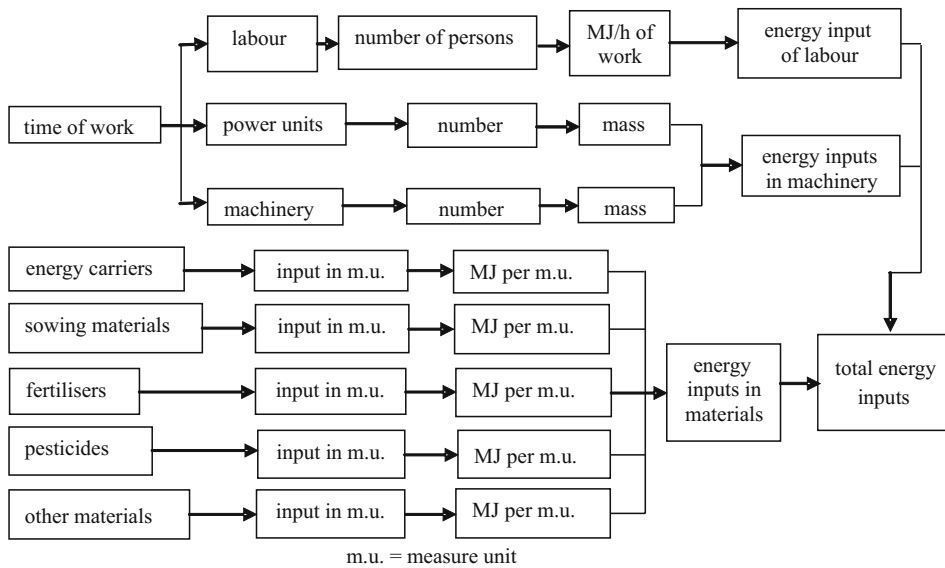 labour
number of persons
MJ/h of
work
energy input
of labour
time of work
power units
number
mass
energy inputs
in machinery
machinery
number
mass
energy carriers
input in m.u.
MJ per m.u.
sowing materials
input in m.u.
MJ per m.u.
fertilisers
input in m.u.
MJ per m.u.
energy
inputs in
materials
total energy
inputs
pesticides
input in m.u.
MJ per m.u.
other materials
input in m.u.
MJ per m.u.
m.u. = measure unit